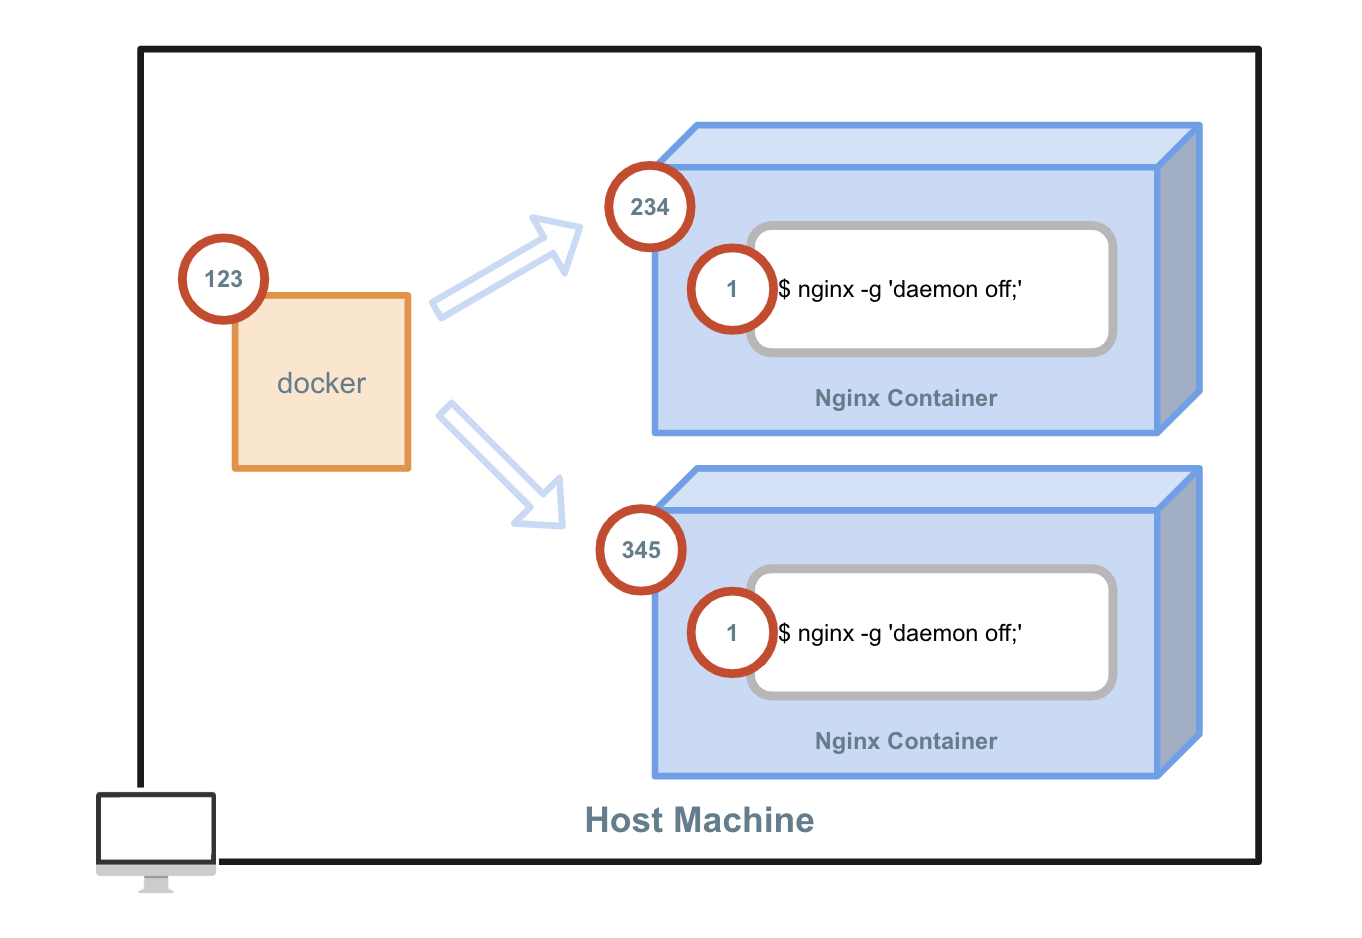 234
1
$ nginx -g 'daemon off;'
Nginx Container
123
docker
345
1
$ nginx -g 'daemon off;'
Nginx Container
Host Machine